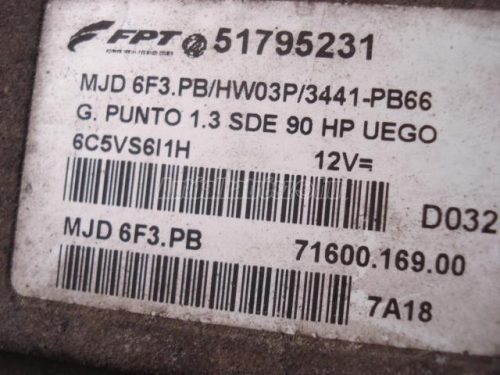 FPT 51795231
MJD 6F3.PB/HW03P/3441-PB66
G. PUNTO 1.3 SDE 90 HP UEGO
6C5VS6I1H 12V=
D032
MJD 6F3.PB 71600.169.00
7A18